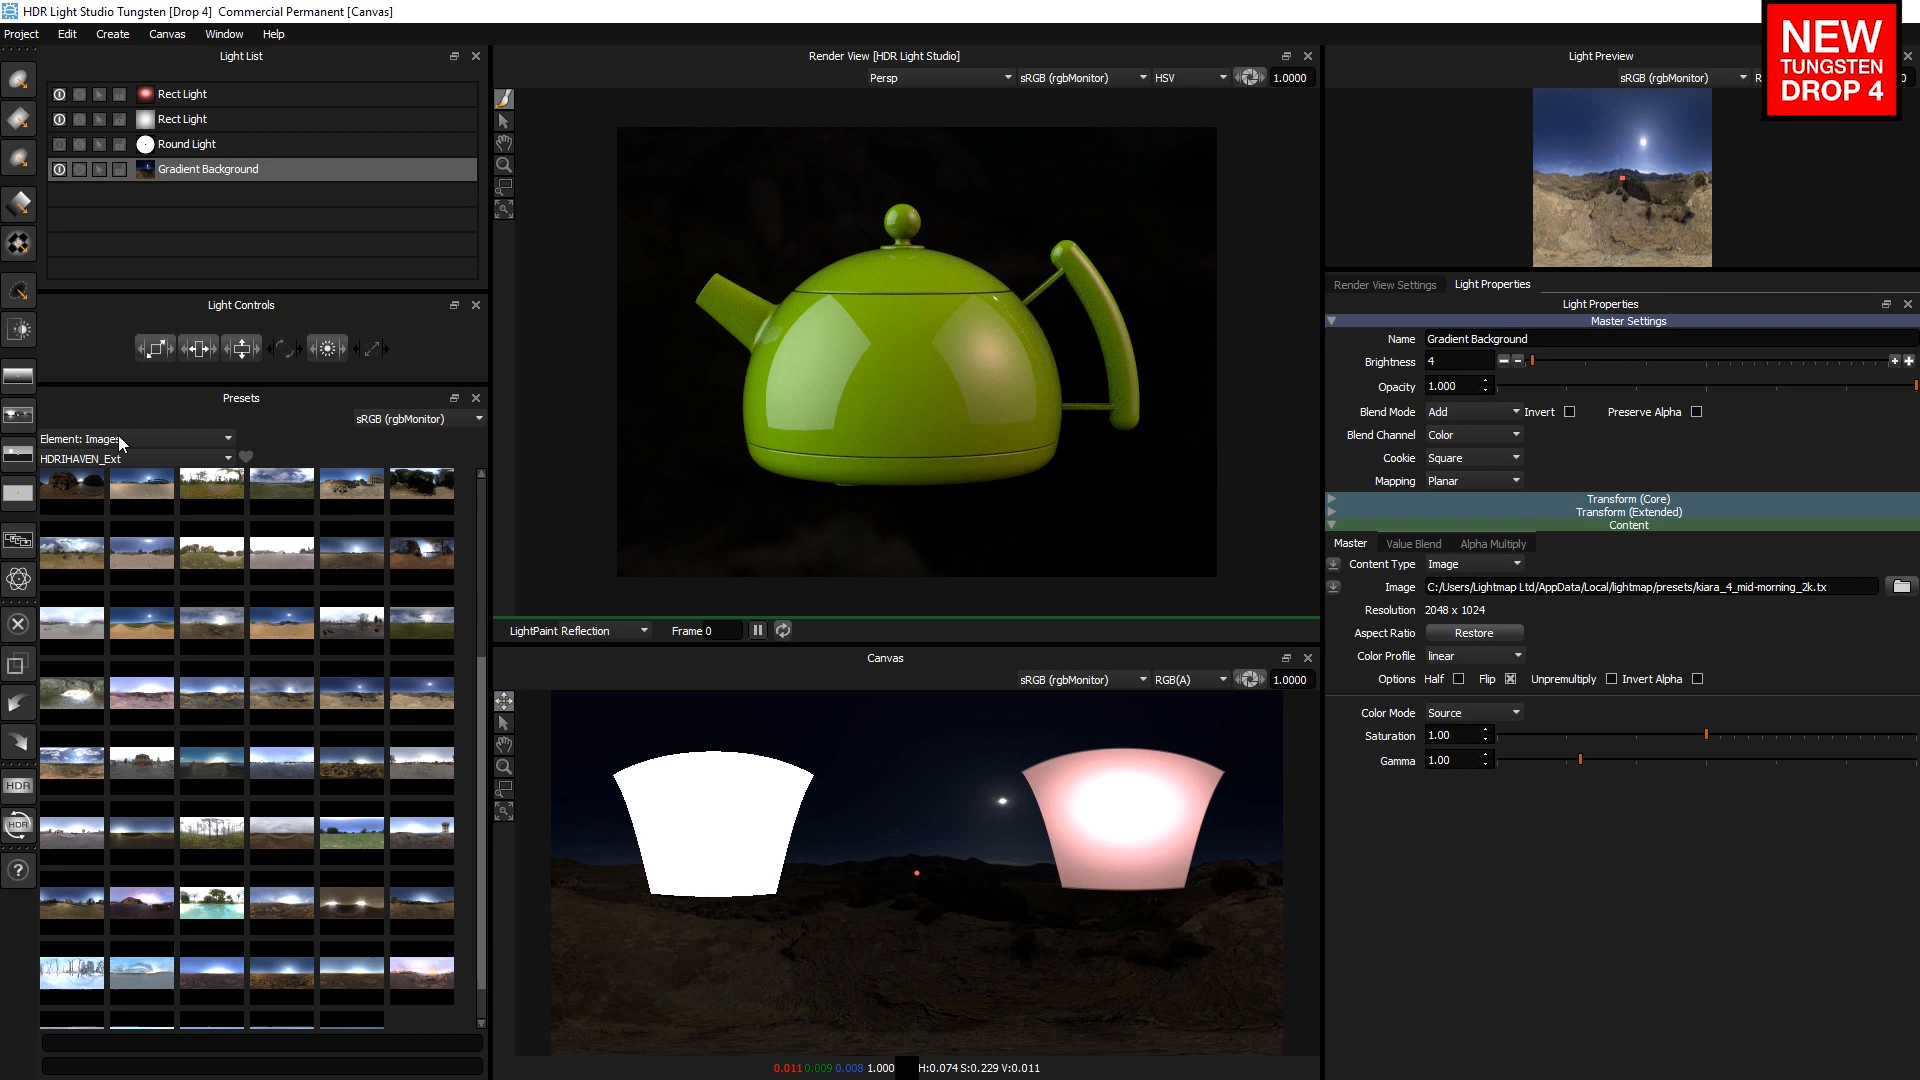 HDR Light Studio Tungsten [Drop 4] Commercial Permanent [Canvas]
Project Edit Create Canvas Window Help
NEW
TUNGSTEN
DROP 4
Light List
Rect Light
Rect Light
Round Light
Gradient Background
Light Controls
Presets
sRGB (rgbMonitor)
Element: Images
HDRIHAVEN_Ext
HDR
HDR
?
Render View [HDR Light Studio]
Persp sRGB (rgbMonitor) HSV 1.0000
LightPaint Reflection Frame 0
Canvas
sRGB (rgbMonitor) RGB(A) 1.0000
0.011 0.009 0.008 1.000 H:0.074 S:0.229 V:0.011
Light Preview
sRGB (rgbMonitor)
Render View Settings Light Properties
Light Properties
Master Settings
Name Gradient Background
Brightness 4
Opacity 1.000
Blend Mode Add Invert Preserve Alpha
Blend Channel Color
Cookie Square
Mapping Planar
Transform (Core)
Transform (Extended)
Content
Master Value Blend Alpha Multiply
Content Type Image
Image C:/Users/Lightmap Ltd/AppData/Local/lightmap/presets/kiara_4_mid-morning_2k.tx
Resolution 2048 x 1024
Aspect Ratio Restore
Color Profile linear
Options Half Flip Unpremultiply Invert Alpha
Color Mode Source
Saturation 1.00
Gamma 1.00